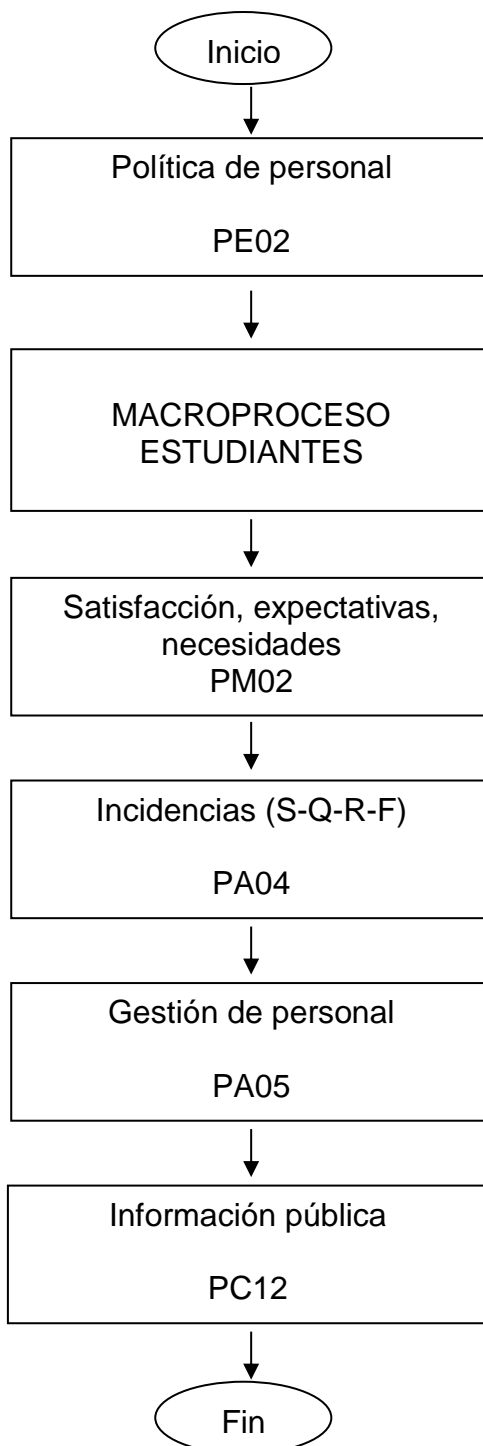 Inicio
Política de personal
PE02
MACROPROCESO
ESTUDIANTES
Satisfacción, expectativas,
necesidades
PM02
Incidencias (S-Q-R-F)
PA04
Gestión de personal
PA05
Información pública
PC12
Fin